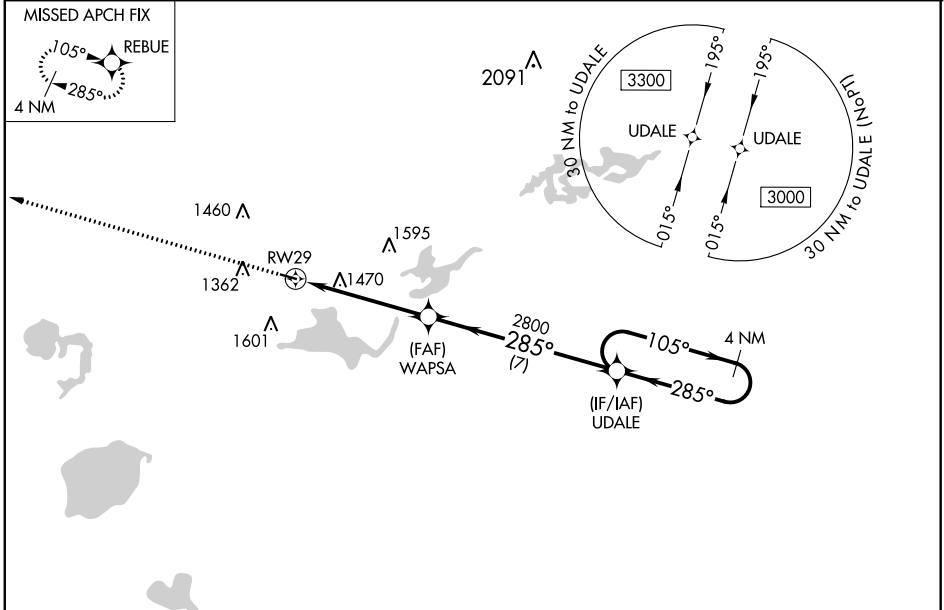 MISSED APCH FIX
REBUE
105°
285°
4 NM
2091
30 NM to UDALE
3300
195°
195°
UDALE
UDALE
015°
015°
3000
30 NM to UDALE (NoPT)
1460
1595
RW29
1362
1470
1601
(FAF)
WAPSA
2800
285°
(7)
105°
4 NM
285°
(IF/IAF)
UDALE